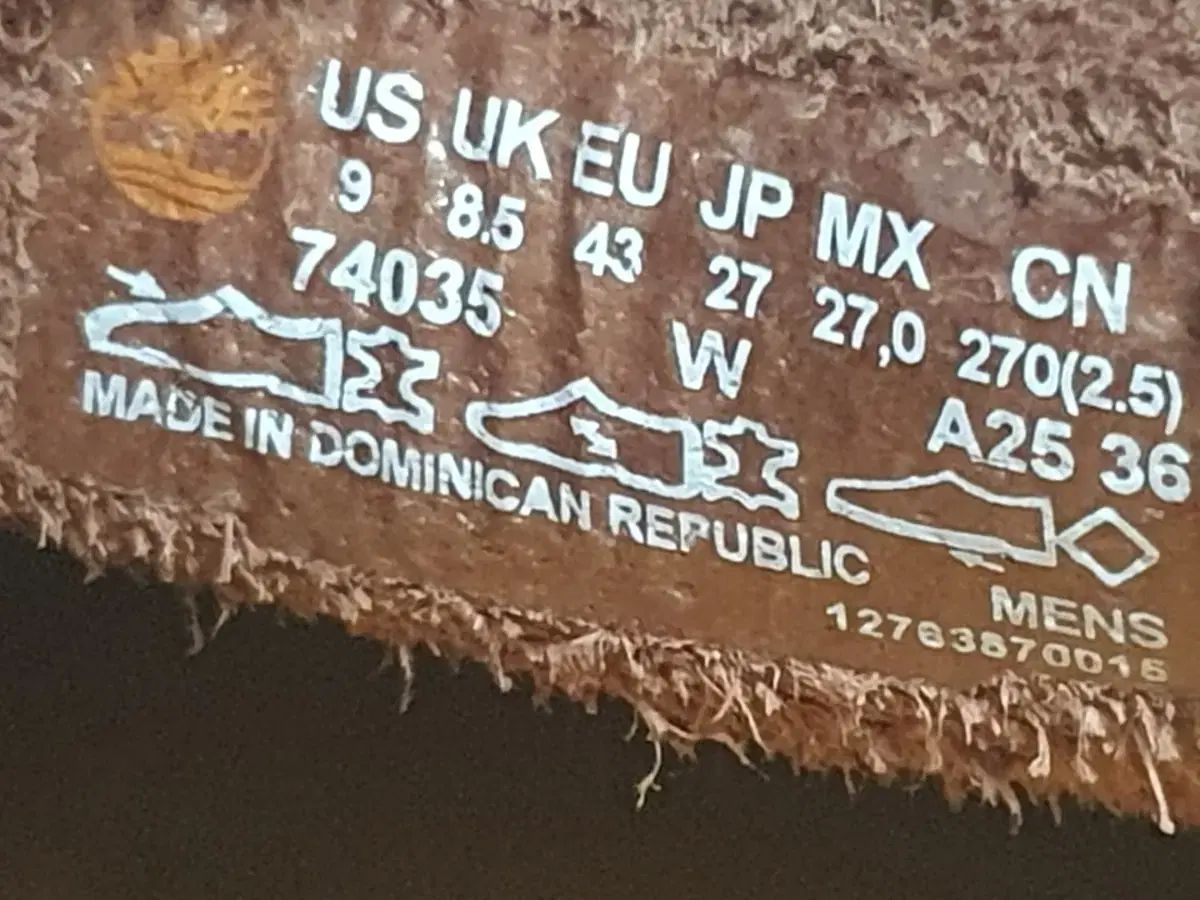 US UK EU JP MX CN
9 8.5 43 27 27,0 270(2.5)
74035 W A25 36
MADE IN DOMINICAN REPUBLIC
MENS